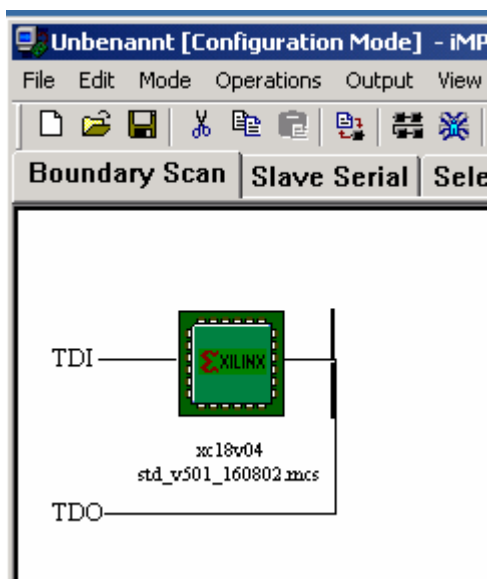 Unbenannt [Configuration Mode] - iMP
File Edit Mode Operations Output View
Boundary Scan Slave Serial Sele
TDI
XILINX
xc18v04
std_v501_160802.mcs
TDO